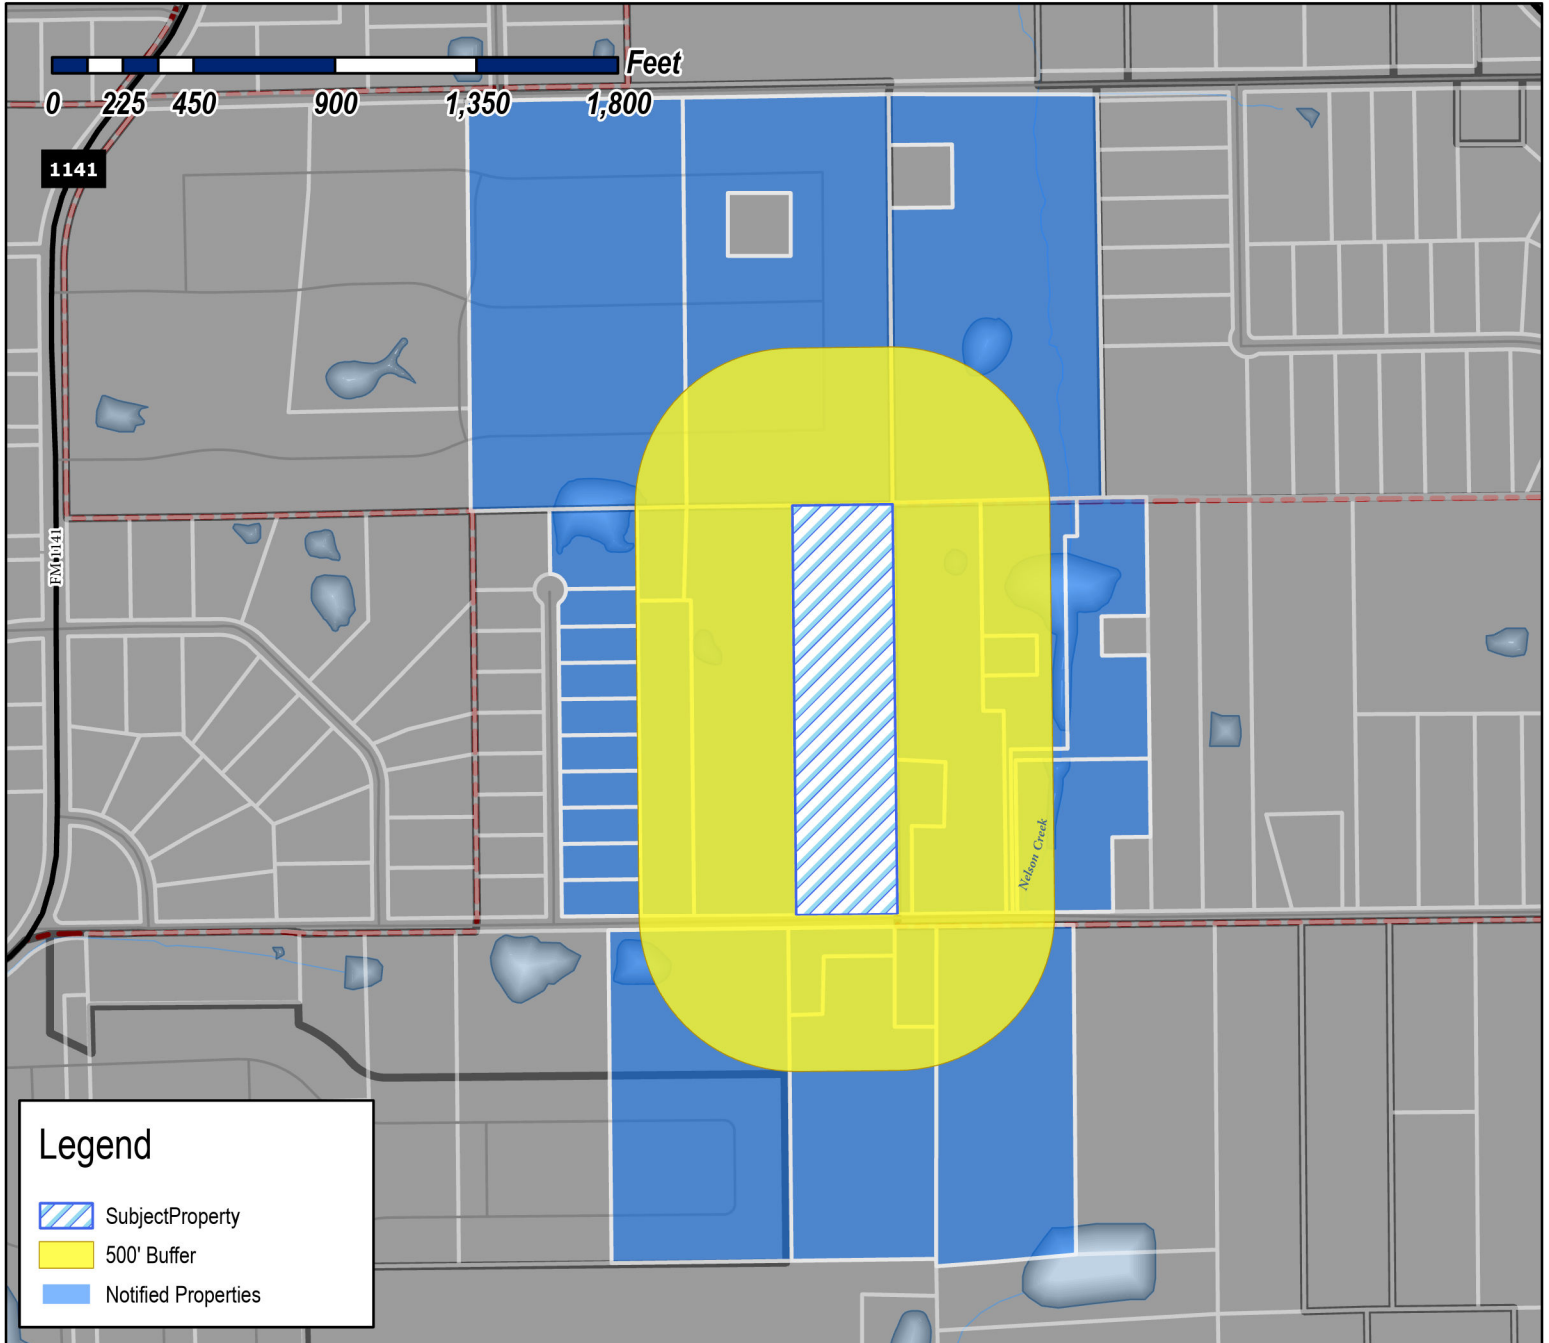 Feet
0 225 450 900 1,350 1,800
1141
FM 1141
Nelson Creek
Legend
SubjectProperty
500' Buffer
Notified Properties